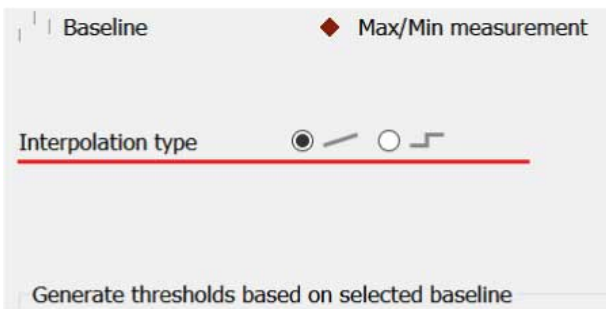 Baseline Max/Min measurement
Interpolation type
Generate thresholds based on selected baseline